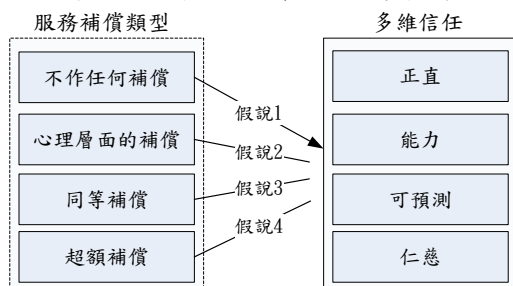 服務補償類型
多維信任
不作任何補償
正直
假說1
心理層面的補償
能力
假說2
同等補償
假說3
可預測
假說4
超額補償
仁慈